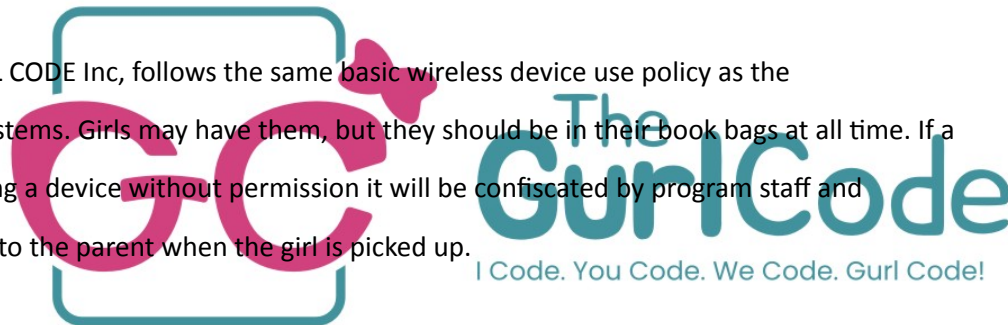 CODE Inc, follows the same basic wireless device use policy as the
stems. Girls may have them, but they should be in their book bags at all time. If a
ng a device without permission it will be confiscated by program staff and
to the parent when the girl is picked up.
GC
The
GurlCode
I Code. You Code. We Code. Gurl Code!